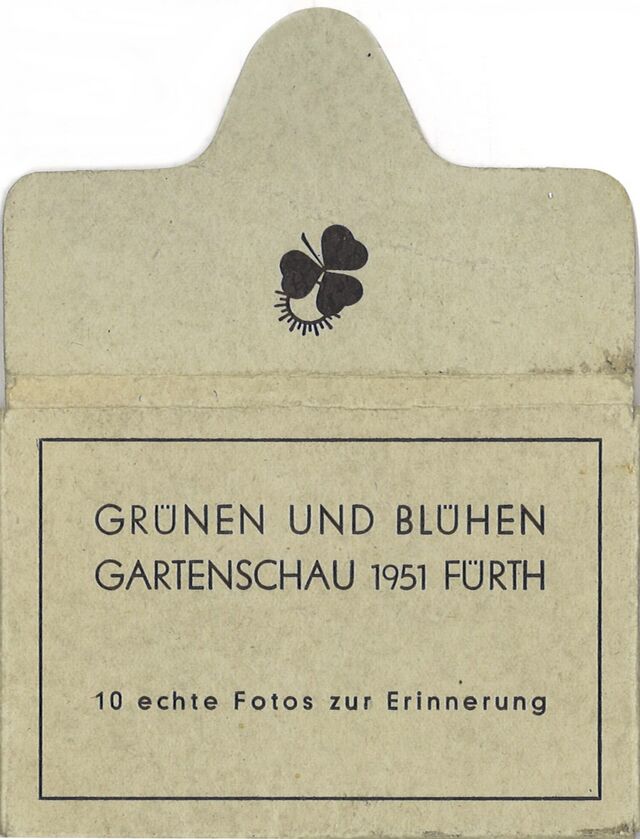 GRÜNEN UND BLÜHEN
GARTENSCHAU 1951 FÜRTH
10 echte Fotos zur Erinnerung